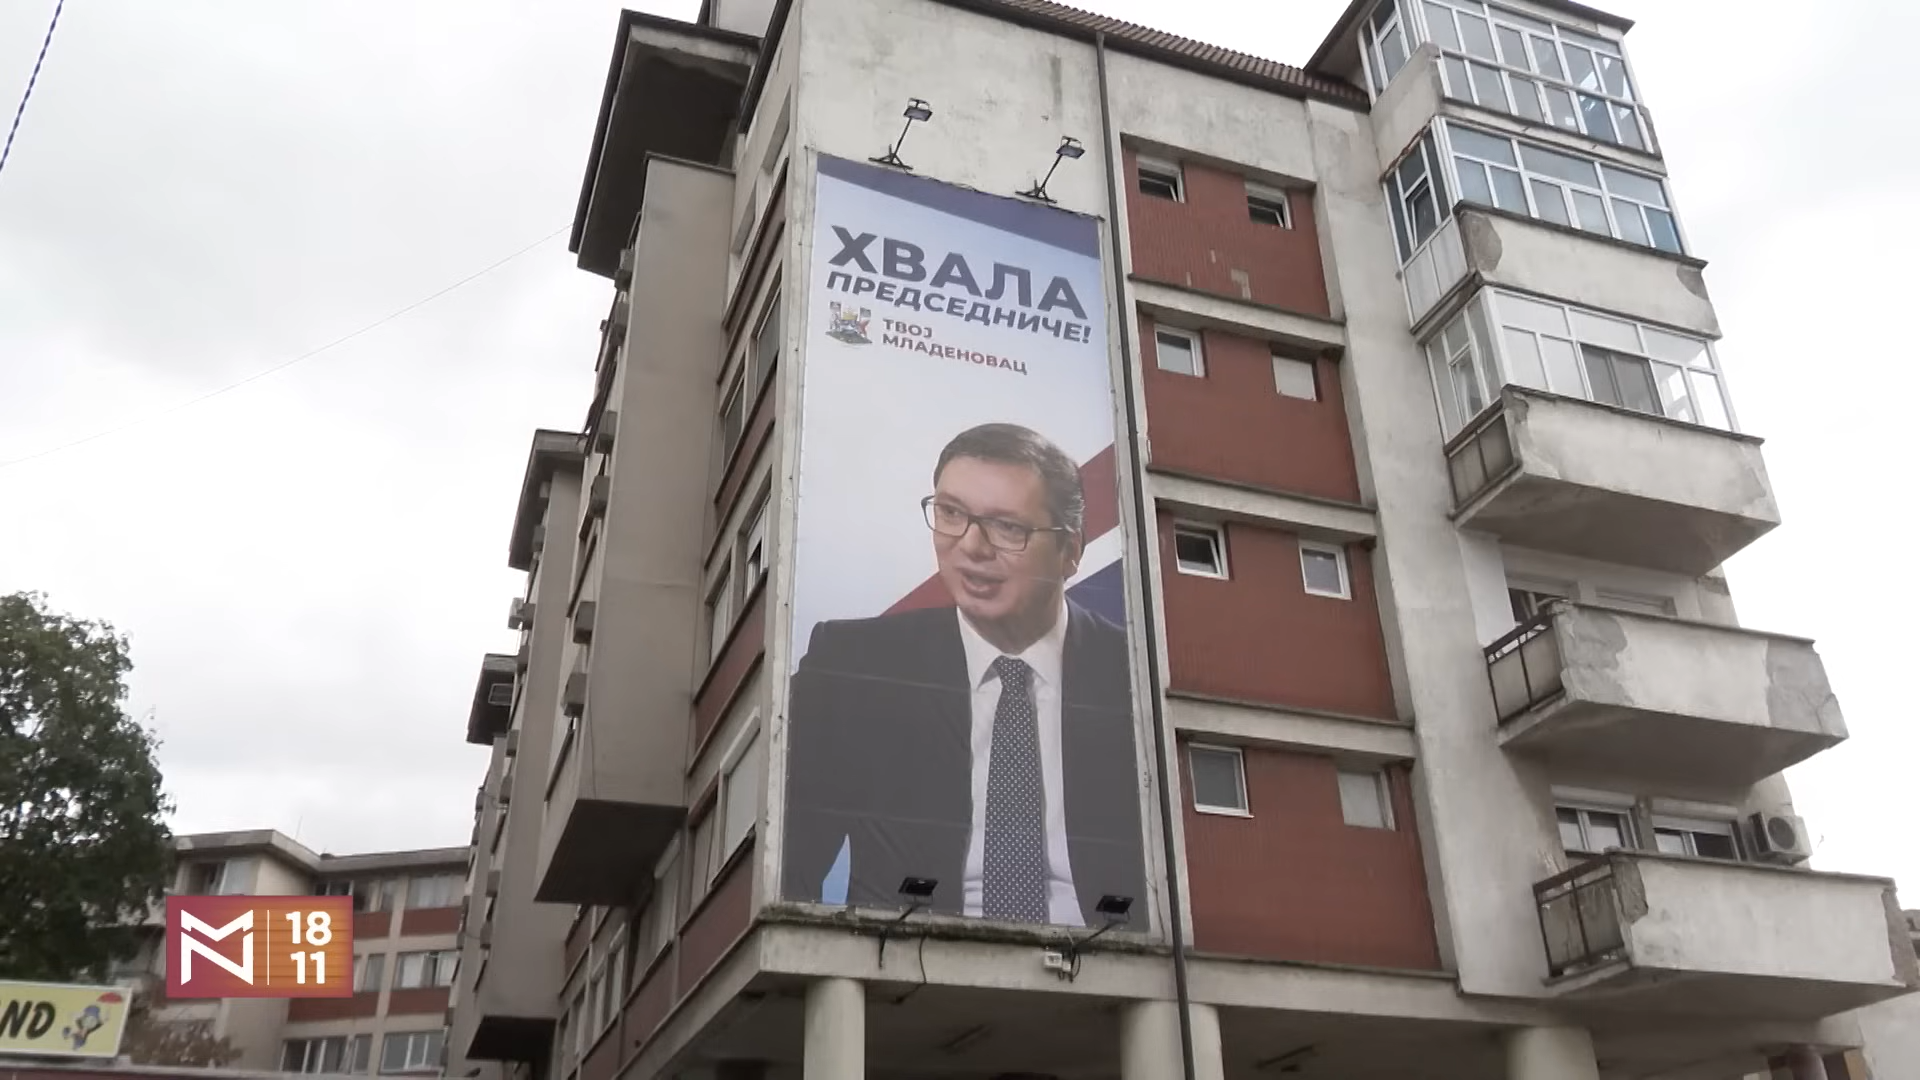 ХВАЛА
ПРЕДСЕДНИЧЕ!
ТВОЈ
МЛАДЕНОВАЦ
18
11
ND